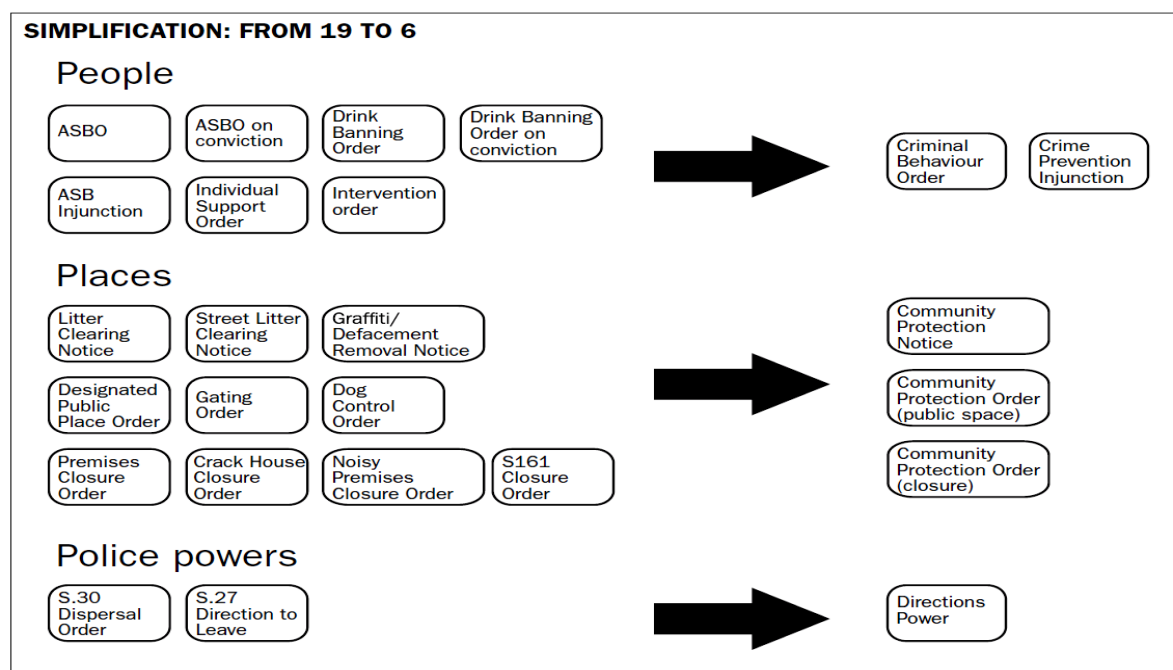 SIMPLIFICATION: FROM 19 TO 6
People
ASBO
ASBO on
conviction
Drink
Banning
Order
Drink Banning
Order on
conviction
ASB
Injunction
Individual
Support
Order
Intervention
order
Criminal
Behaviour
Order
Crime
Prevention
Injunction
Places
Litter
Clearing
Notice
Street Litter
Clearing
Notice
Graffiti/
Defacement
Removal Notice
Designated
Public
Place Order
Gating
Order
Dog
Control
Order
Premises
Closure
Order
Crack House
Closure
Order
Noisy
Premises
Closure Order
S161
Closure
Order
Community
Protection
Notice
Community
Protection Order
(public space)
Community
Protection Order
(closure)
Police powers
S.30
Dispersal
Order
S.27
Direction to
Leave
Directions
Power